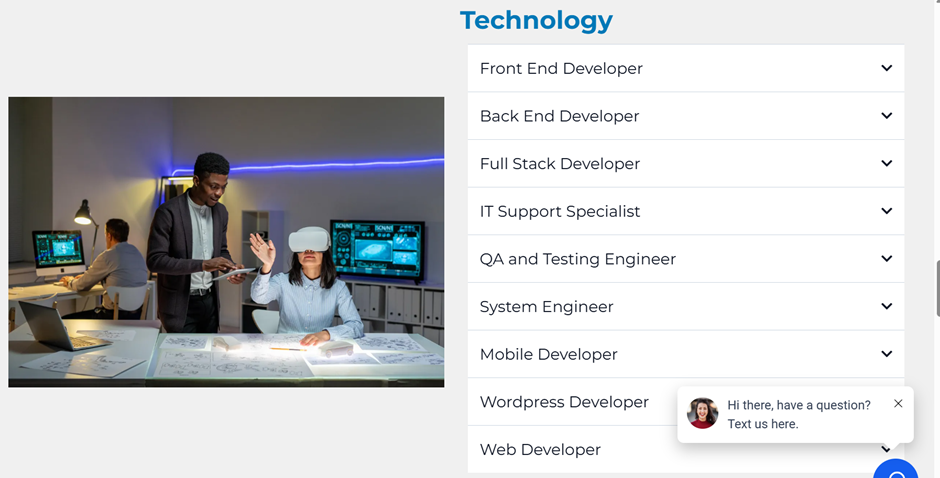 Technology
Front End Developer
Back End Developer
Full Stack Developer
IT Support Specialist
QA and Testing Engineer
System Engineer
Mobile Developer
Wordpress Developer
Web Developer
Hi there, have a question?
Text us here.